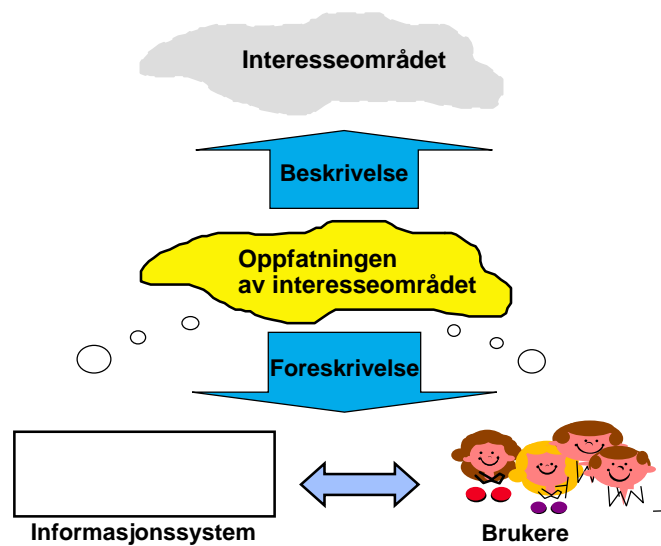 Interesseområdet
Beskrivelse
Oppfatningen
av interesseområdet
Foreskrivelse
Informasjonssystem
Brukere